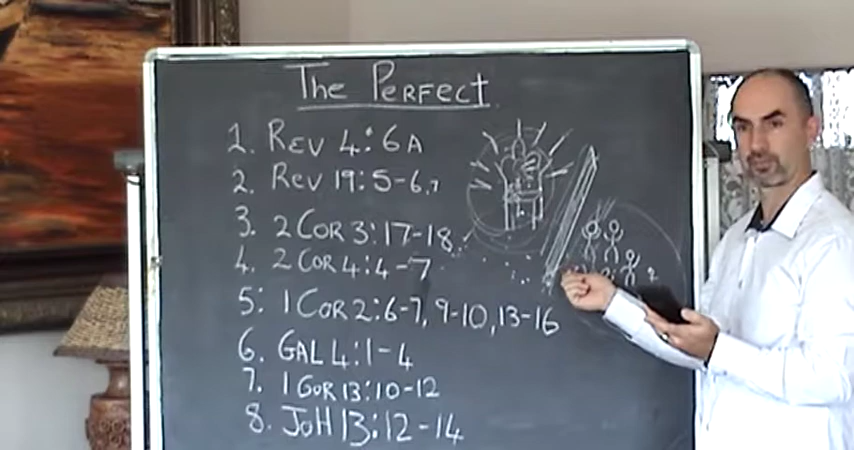 The Perfect
1. Rev 4:6A
2. Rev 19:5-6,7
3. 2 Cor 3:17-18
4. 2 Cor 4:4-7
5. 1 Cor 2:6-7, 9-10, 13-16
6. GAL 4:1-4
7. 1 Cor 13:10-12
8. JoH 13:12-14